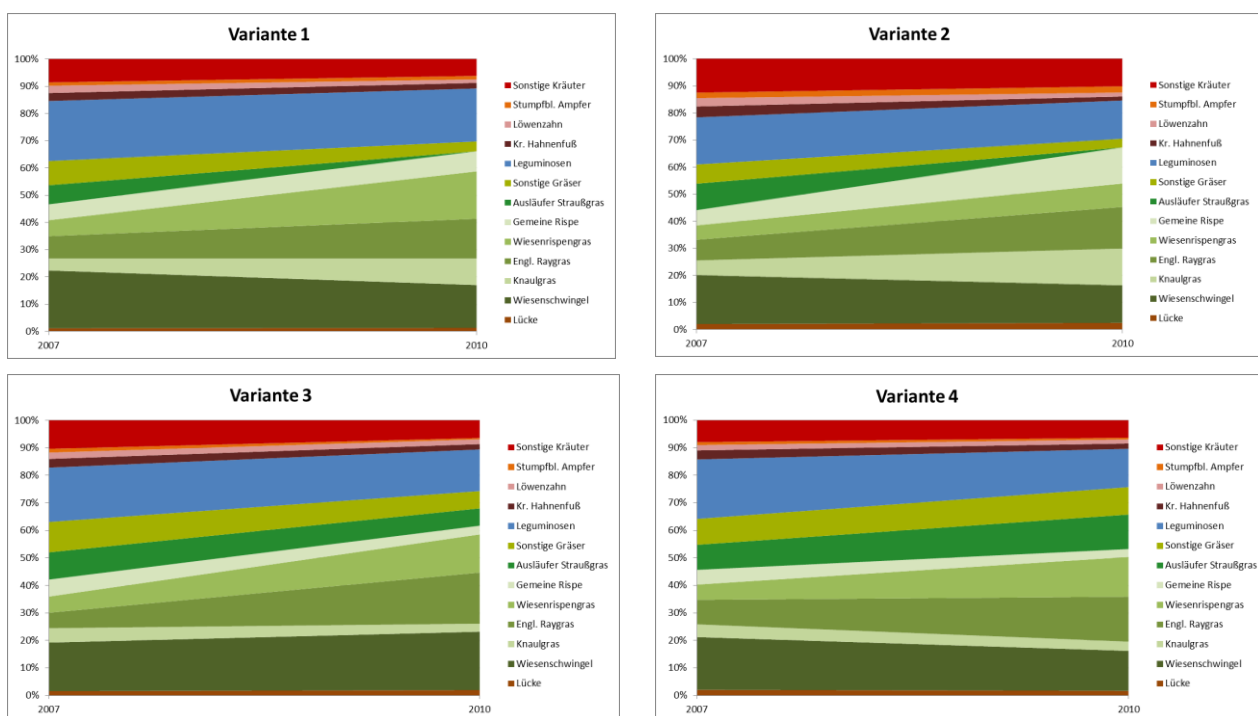 Variante 1
100%
90%
80%
70%
60%
50%
40%
30%
20%
10%
0%
2007
2010
Sonstige Kräuter
Stumpfbl. Ampfer
Löwenzahn
Kr. Hahnenfuß
Leguminosen
Sonstige Gräser
Ausläufer Straußgras
Gemeine Rispe
Wiesenrispengras
Engl. Raygras
Knaulgras
Wiesenschwingel
Lücke
Variante 2
100%
90%
80%
70%
60%
50%
40%
30%
20%
10%
0%
2007
2010
Sonstige Kräuter
Stumpfbl. Ampfer
Löwenzahn
Kr. Hahnenfuß
Leguminosen
Sonstige Gräser
Ausläufer Straußgras
Gemeine Rispe
Wiesenrispengras
Engl. Raygras
Knaulgras
Wiesenschwingel
Lücke
Variante 3
100%
90%
80%
70%
60%
50%
40%
30%
20%
10%
0%
2007
2010
Sonstige Kräuter
Stumpfbl. Ampfer
Löwenzahn
Kr. Hahnenfuß
Leguminosen
Sonstige Gräser
Ausläufer Straußgras
Gemeine Rispe
Wiesenrispengras
Engl. Raygras
Knaulgras
Wiesenschwingel
Lücke
Variante 4
100%
90%
80%
70%
60%
50%
40%
30%
20%
10%
0%
2007
2010
Sonstige Kräuter
Stumpfbl. Ampfer
Löwenzahn
Kr. Hahnenfuß
Leguminosen
Sonstige Gräser
Ausläufer Straußgras
Gemeine Rispe
Wiesenrispengras
Engl. Raygras
Knaulgras
Wiesenschwingel
Lücke